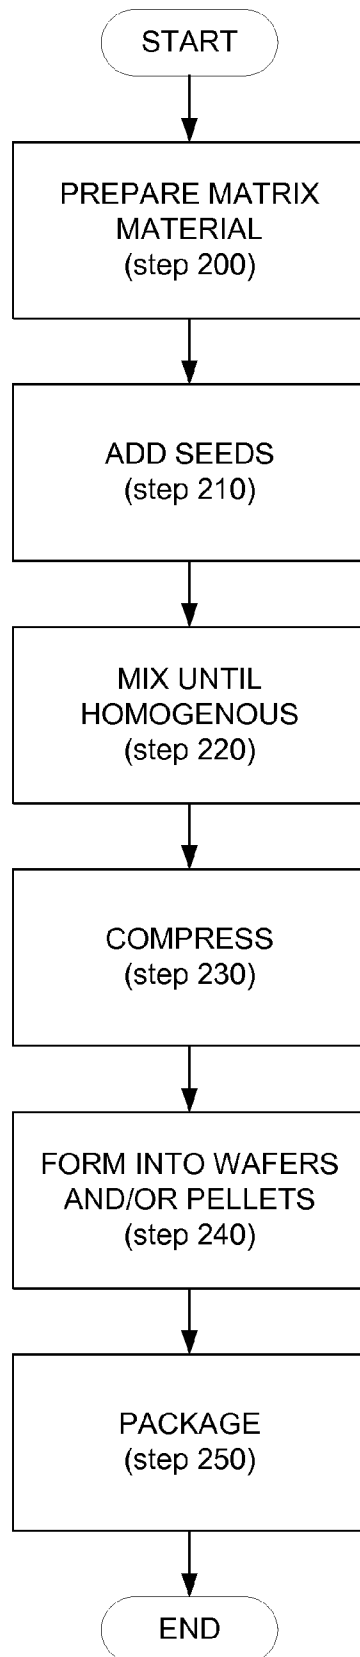 START
PREPARE MATRIX
MATERIAL
(step 200)
ADD SEEDS
(step 210)
MIX UNTIL
HOMOGENOUS
(step 220)
COMPRESS
(step 230)
FORM INTO WAFERS
AND/OR PELLETS
(step 240)
PACKAGE
(step 250)
END